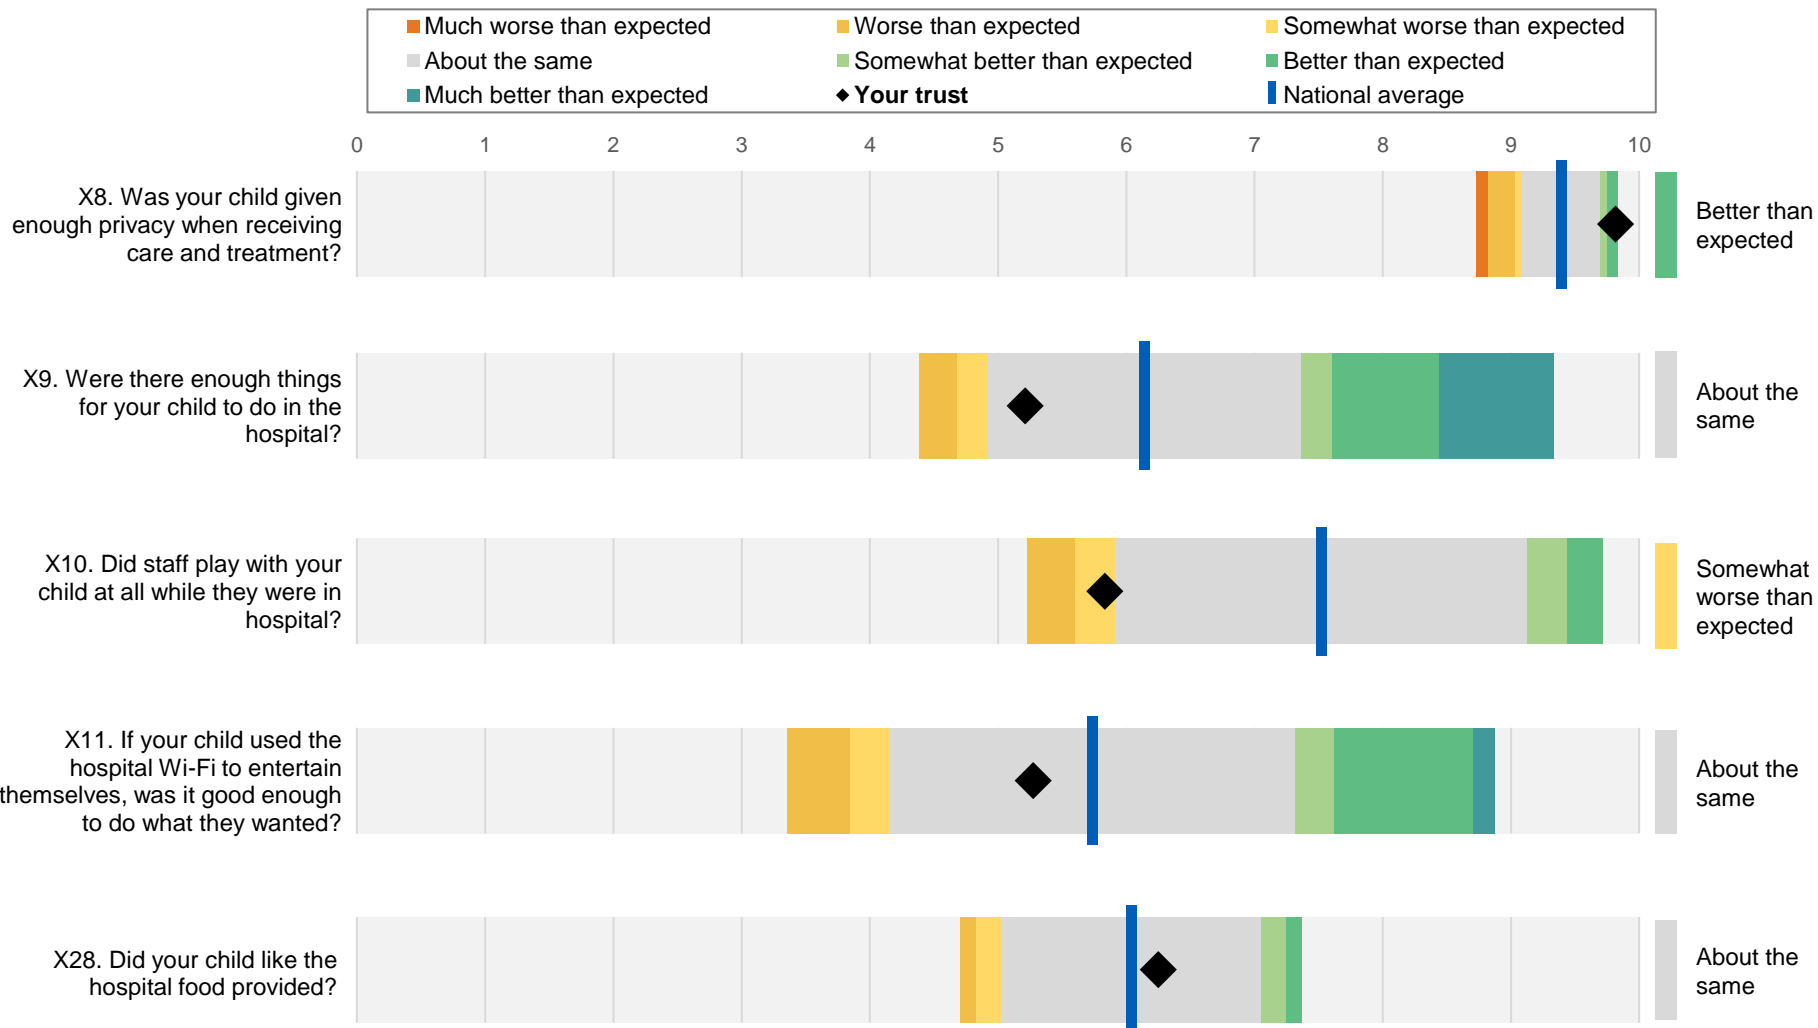 Much worse than expected
Worse than expected
Somewhat worse than expected
About the same
Somewhat better than expected
Better than expected
Much better than expected
Your trust
National average
0 1 2 3 4 5 6 7 8 9 10
X8. Was your child given
enough privacy when receiving
care and treatment?
Better than
expected
X9. Were there enough things
for your child to do in the
hospital?
About the
same
X10. Did staff play with your
child at all while they were in
hospital?
Somewhat
worse than
expected
X11. If your child used the
hospital Wi-Fi to entertain
themselves, was it good enough
to do what they wanted?
About the
same
X28. Did your child like the
hospital food provided?
About the
same